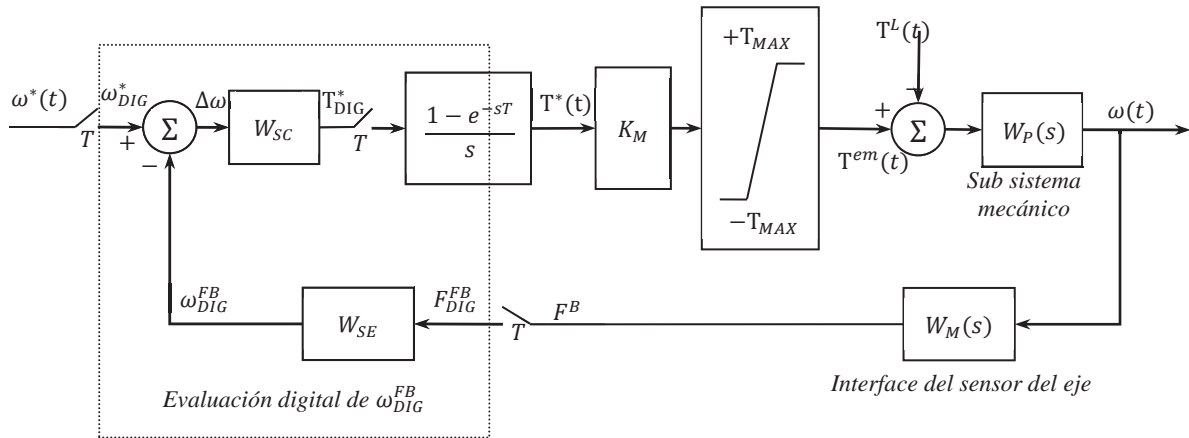 T^L(t)
+T_MAX
−T_MAX
ω*(t)
T
ω*_DIG
+
−
Σ
Δω
W_SC
T*_DIG
T
1 − e^{−sT}
s
T*(t)
K_M
+
−
Σ
T^em(t)
W_P(s)
ω(t)
Sub sistema
mecánico
ω^FB_DIG
W_SE
F^FB_DIG
T
F^B
W_M(s)
Evaluación digital de ω^FB_DIG
Interface del sensor del eje